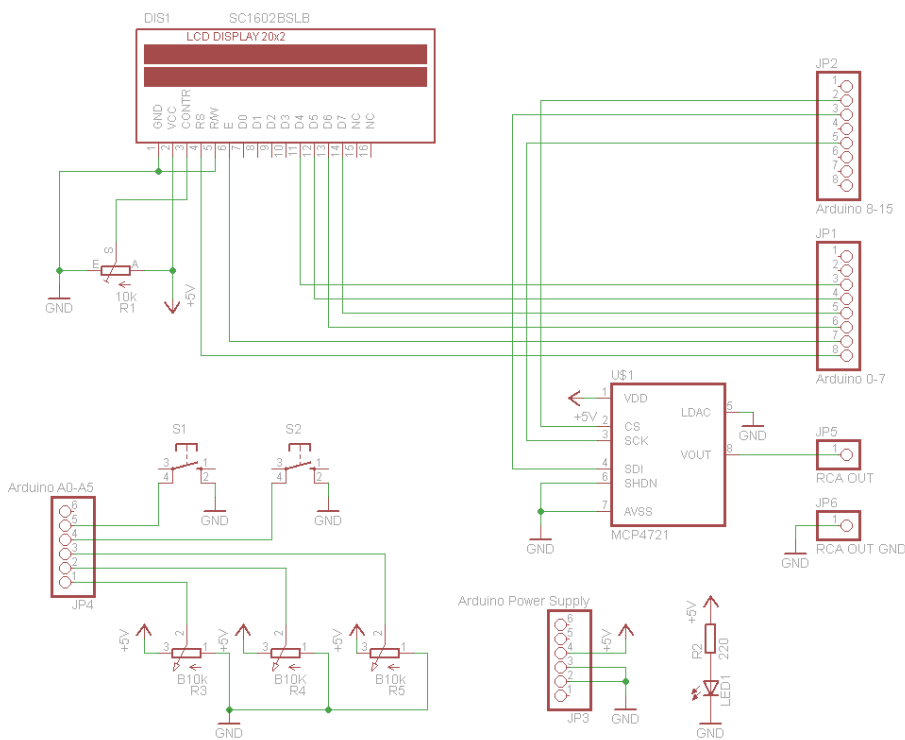 DIS1 SC1602BSLB
LCD DISPLAY 20x2
GND VCC CONTR RS R/W E D0 D1 D2 D3 D4 D5 D6 D7 NC NC
1 2 3 4 5 6 7 8 9 10 11 12 13 14 15 16
JP2
1
2
3
4
5
6
7
8
Arduino 8-15
S
E A
10k
R1
GND
+5V
JP1
1
2
3
4
5
6
7
8
Arduino 0-7
U$1
1 VDD
+5V
2 CS
3 SCK
4 SDI
6 SHDN
7 AVSS
LDAC 5
VOUT 8
GND
GND
MCP4721
JP5
1
RCA OUT
JP6
1
RCA OUT GND
GND
S1
3 1
4 2
GND
S2
3 1
4 2
GND
Arduino A0-A5
6
5
4
3
2
1
JP4
+5V
2
3 1
B10k
R3
+5V
2
3 1
B10K
R4
+5V
2
3 1
B10k
R5
GND
Arduino Power Supply
6
5
4
3
2
1
JP3
+5V
GND
+5V
R2
220
LED1
GND